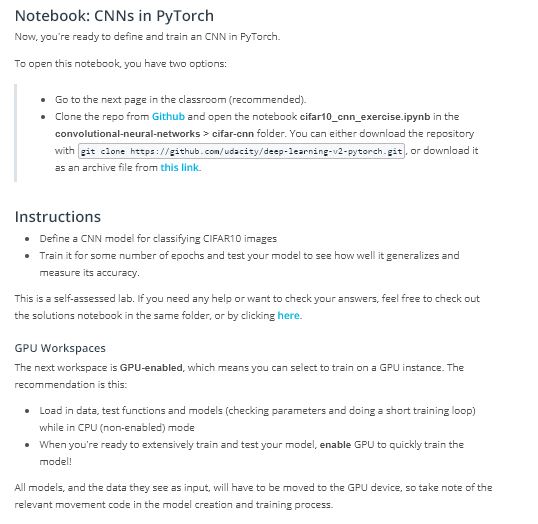 Notebook: CNNs in PyTorch
Now, you're ready to define and train an CNN in PyTorch.
To open this notebook, you have two options:
• Go to the next page in the classroom (recommended).
• Clone the repo from Github and open the notebook cifar10_cnn_exercise.ipynb in the
convolutional-neural-networks > cifar-cnn folder. You can either download the repository
with git clone https://github.com/udacity/deep-learning-v2-pytorch.git, or download it
as an archive file from this link.
Instructions
• Define a CNN model for classifying CIFAR10 images
• Train it for some number of epochs and test your model to see how well it generalizes and
measure its accuracy.
This is a self-assessed lab. If you need any help or want to check your answers, feel free to check out
the solutions notebook in the same folder, or by clicking here.
GPU Workspaces
The next workspace is GPU-enabled, which means you can select to train on a GPU instance. The
recommendation is this:
• Load in data, test functions and models (checking parameters and doing a short training loop)
while in CPU (non-enabled) mode
• When you're ready to extensively train and test your model, enable GPU to quickly train the
model!
All models, and the data they see as input, will have to be moved to the GPU device, so take note of the
relevant movement code in the model creation and training process.